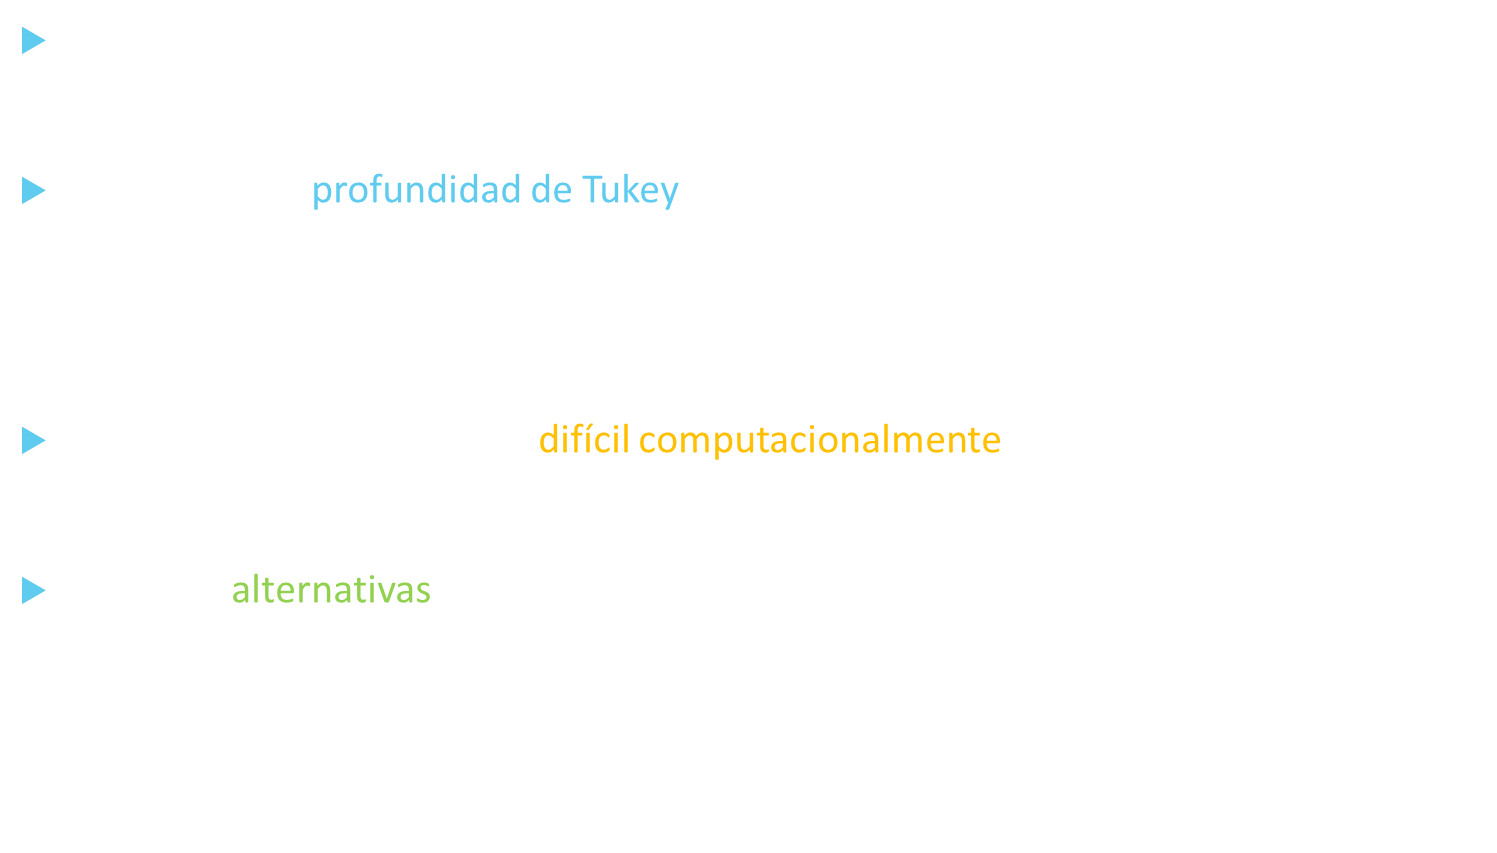 profundidad de Tukey
difícil computacionalmente
alternativas